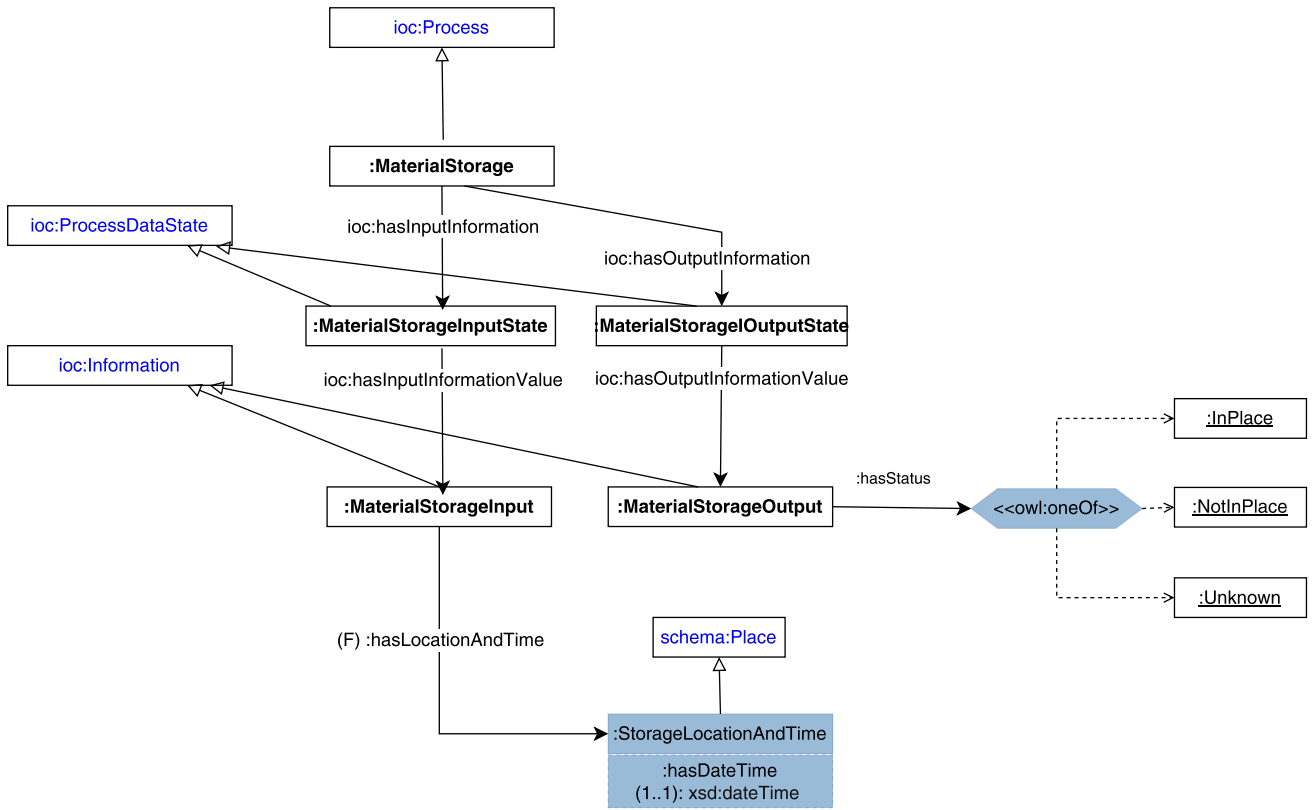 ioc:Process
:MaterialStorage
ioc:ProcessDataState
ioc:hasInputInformation
ioc:hasOutputInformation
:MaterialStorageInputState
:MaterialStorageIOutputState
ioc:Information
ioc:hasInputInformationValue
ioc:hasOutputInformationValue
:InPlace
:hasStatus
:MaterialStorageInput
:MaterialStorageOutput
<<owl:oneOf>>
:NotInPlace
:Unknown
(F) :hasLocationAndTime
schema:Place
:StorageLocationAndTime
:hasDateTime
(1..1): xsd:dateTime